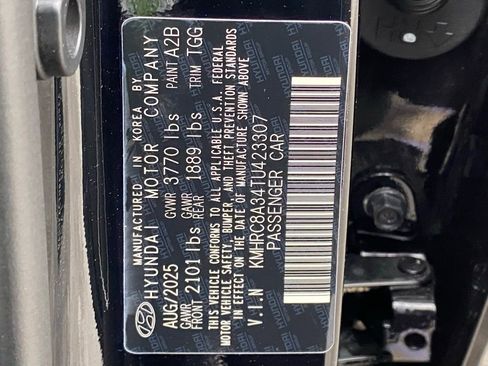 MANUFACTURED IN KOREA BY
HYUNDAI MOTOR COMPANY
AUG/2025 GVWR 3770 lbs PAINT A2B
GAWR FRONT 2101 lbs GAWR REAR 1889 lbs TRIM TGG
THIS VEHICLE CONFORMS TO ALL APPLICABLE U.S.A. FEDERAL
MOTOR VEHICLE SAFETY, BUMPER, AND THEFT PREVENTION STANDARDS
IN EFFECT ON THE DATE OF MANUFACTURE SHOWN ABOVE
V.I.N KMHRC8A34TU423307
PASSENGER CAR